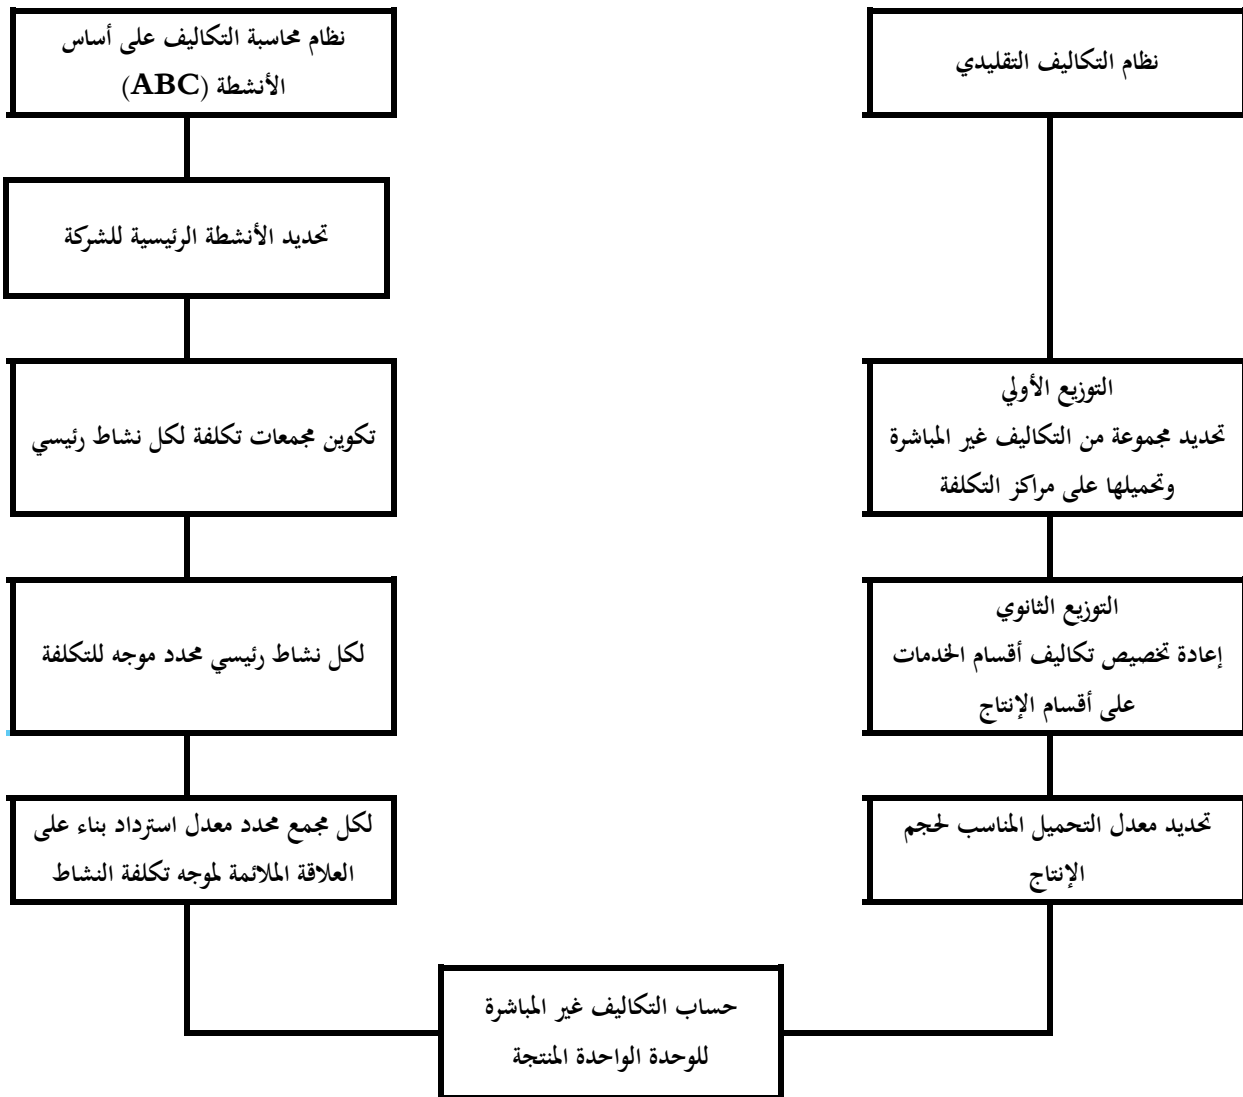 نظام التكاليف التقليدي
نظام محاسبة التكاليف على أساس
الأنشطة (ABC)
تحديد الأنشطة الرئيسية للشركة
التوزيع الأولي
تحديد مجموعة من التكاليف غير المباشرة
وتحميلها على مراكز التكلفة
تكوين مجمعات تكلفة لكل نشاط رئيسي
التوزيع الثانوي
إعادة تخصيص تكاليف أقسام الخدمات
على أقسام الإنتاج
لكل نشاط رئيسي محدد موجه للتكلفة
تحديد معدل التحميل المناسب لحجم
الإنتاج
لكل مجمع محدد معدل استرداد بناء على
العلاقة الملائمة لموجه تكلفة النشاط
حساب التكاليف غير المباشرة
للوحدة الواحدة المنتجة